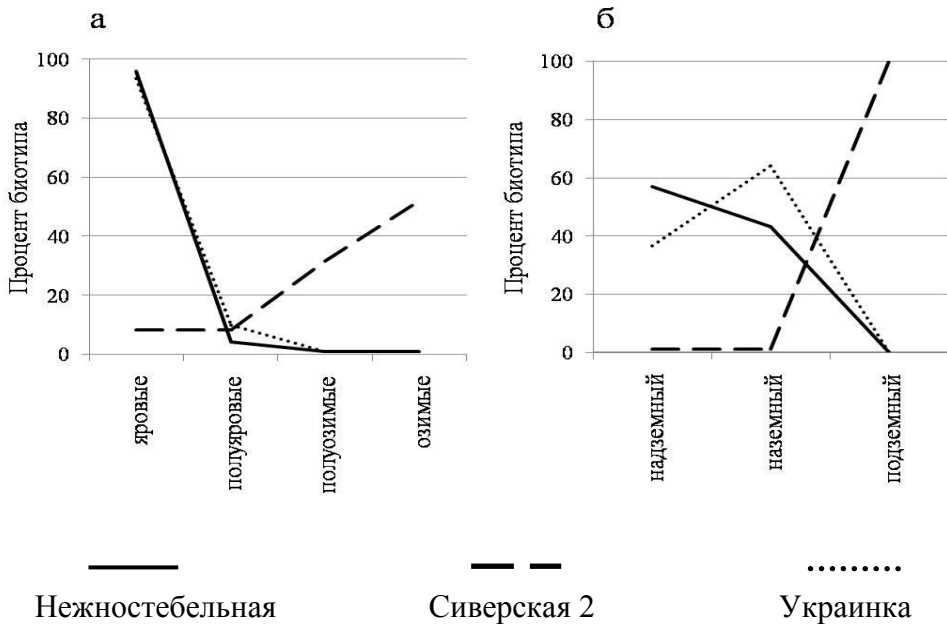 а
Процент биотипа
100
80
60
40
20
0
яровые
полуяровые
полуозимые
озимые
б
Процент биотипа
100
80
60
40
20
0
надземный
наземный
подземный
Нежностебельная
Сиверская 2
Украинка